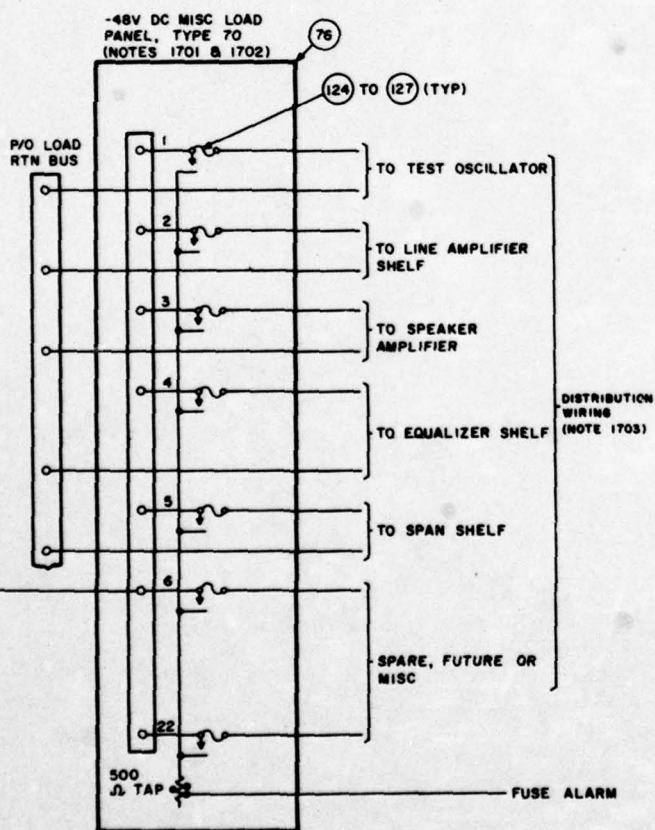 -48V DC MISC LOAD
PANEL, TYPE 70
(NOTES 1701 & 1702)
76
124 TO 127 (TYP)
P/O LOAD
RTN BUS
1
TO TEST OSCILLATOR
2
TO LINE AMPLIFIER
SHELF
3
TO SPEAKER
AMPLIFIER
4
TO EQUALIZER SHELF
DISTRIBUTION
WIRING
(NOTE 1703)
5
TO SPAN SHELF
6
SPARE, FUTURE OR
MISC
22
500
Ω TAP
FUSE ALARM